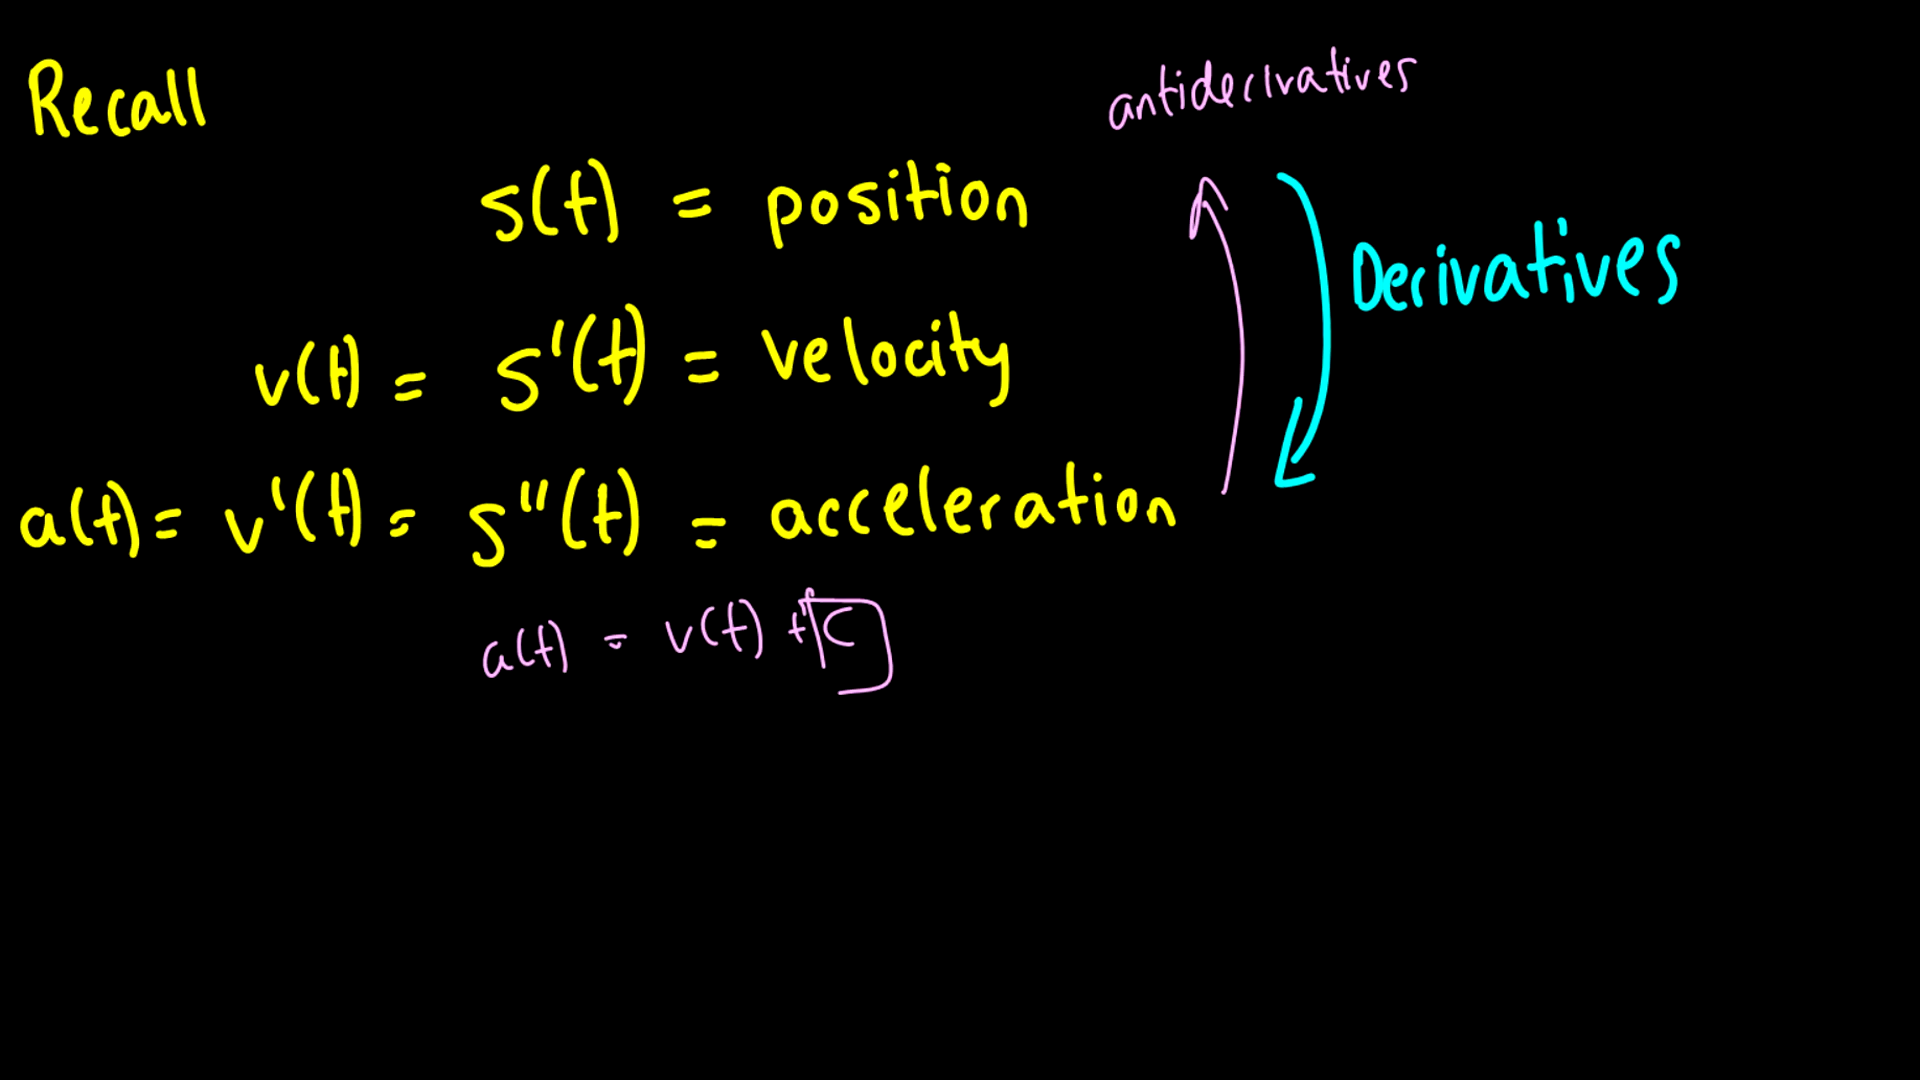 Recall
antiderivatives
s(t) = position
Derivatives
v(t) = s'(t) = velocity
a(t) = v'(t) = s"(t) = acceleration
a(t) = v(t) + C